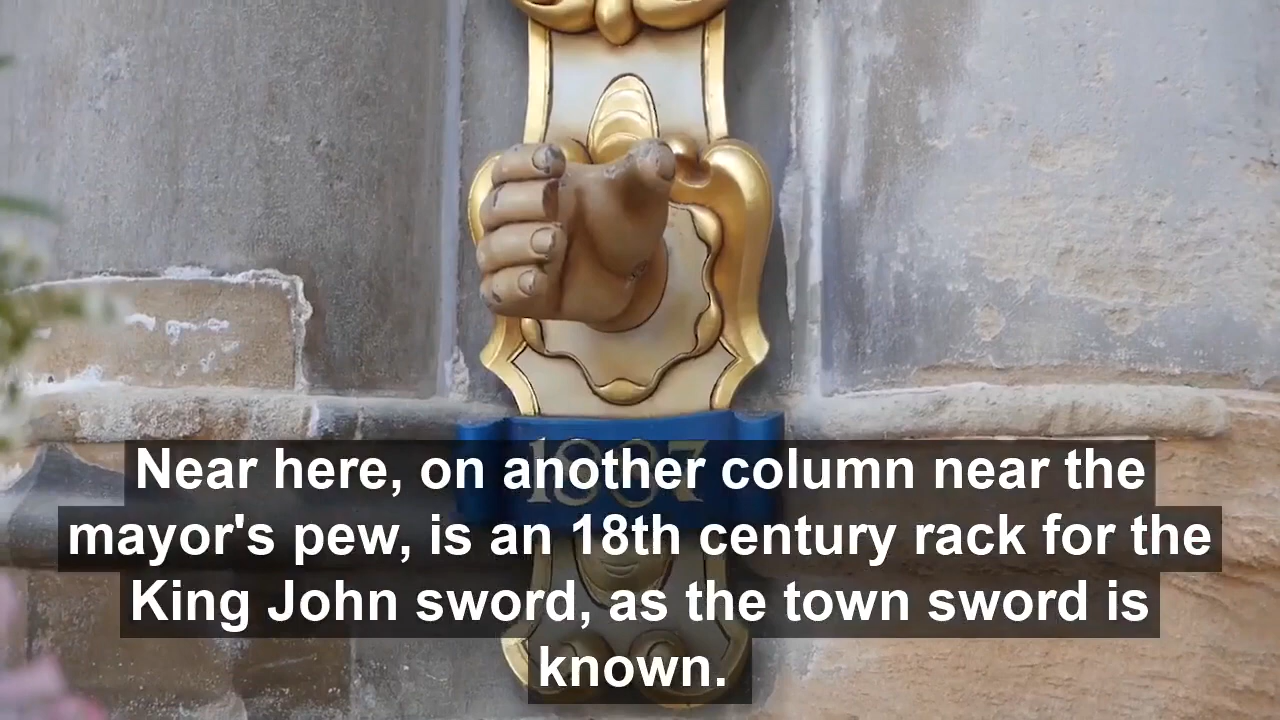 1887
Near here, on another column near the
mayor's pew, is an 18th century rack for the
King John sword, as the town sword is
known.